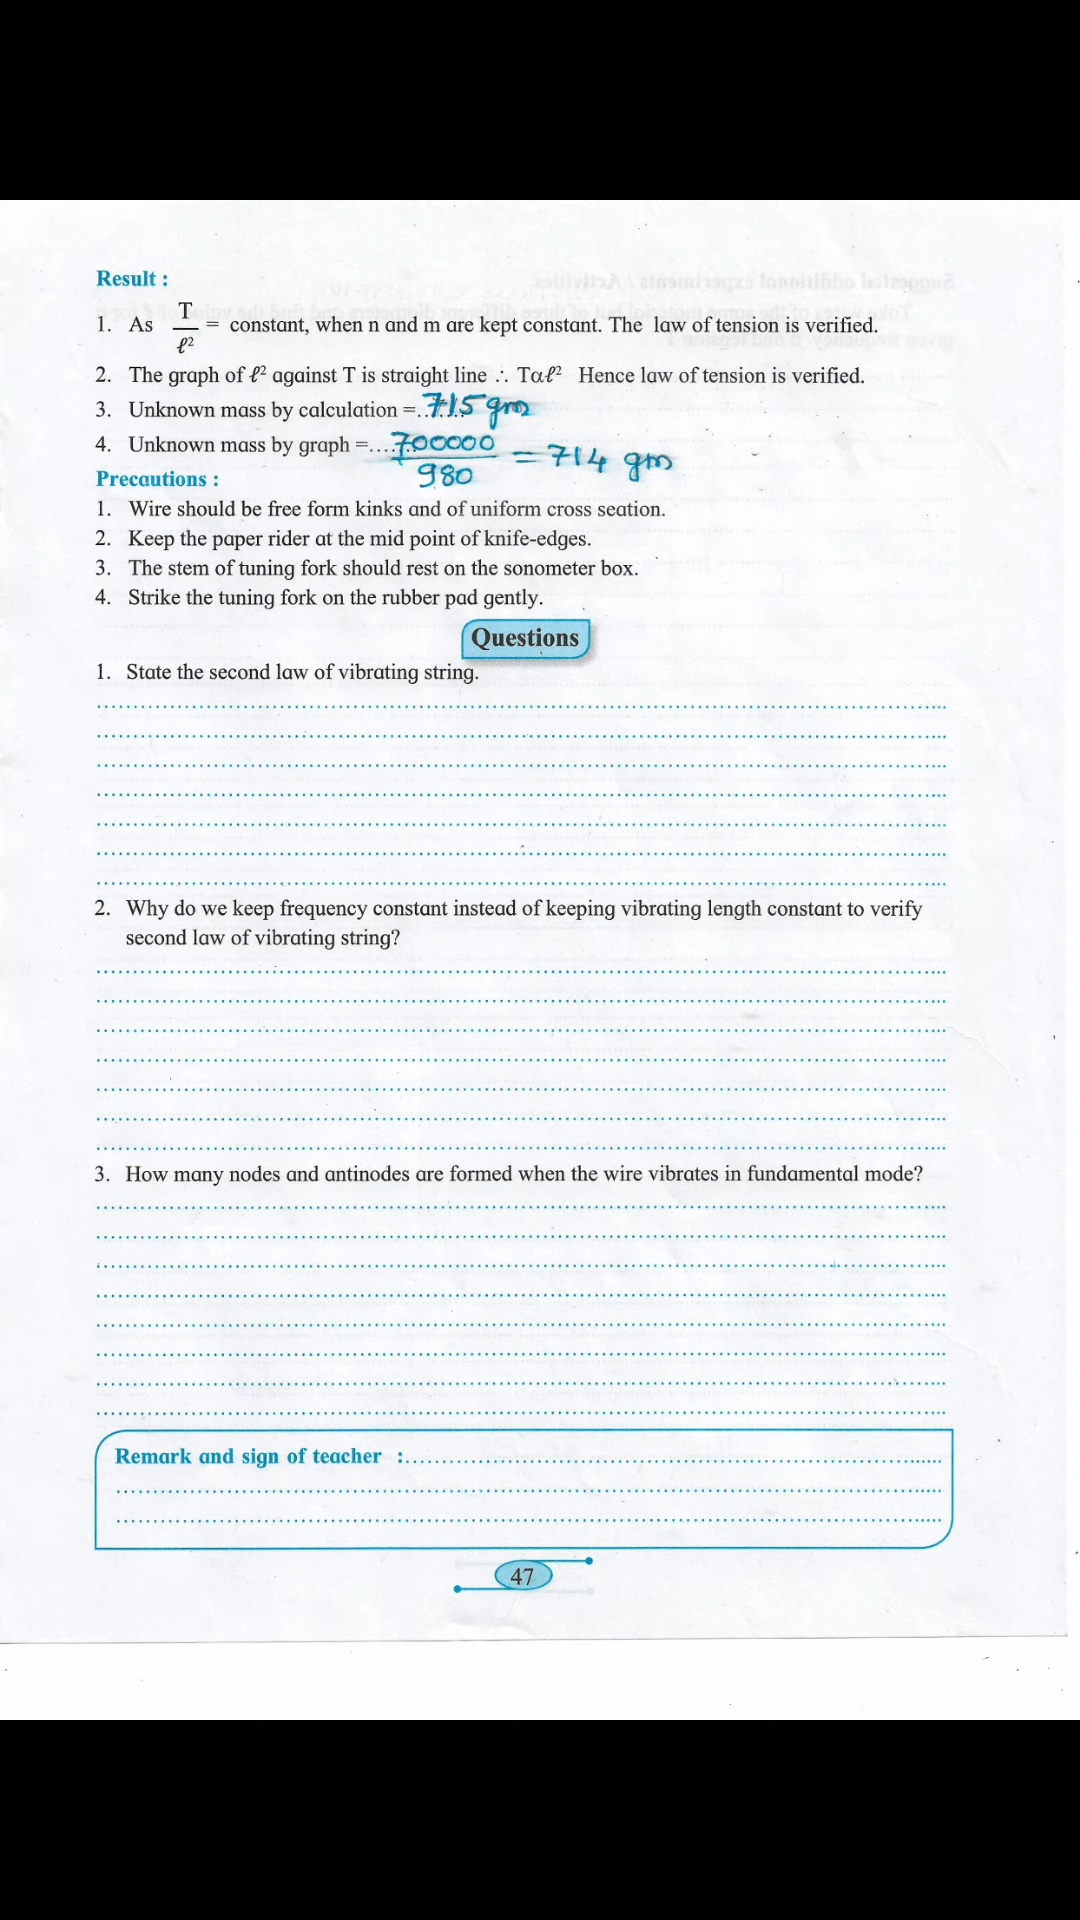 Result :
1. As T/ℓ² = constant, when n and m are kept constant. The law of tension is verified.
2. The graph of ℓ² against T is straight line ∴ Tαℓ² Hence law of tension is verified.
3. Unknown mass by calculation =........715 gm
4. Unknown mass by graph =.... 700000/980 = 714 gm
Precautions :
1. Wire should be free form kinks and of uniform cross seation.
2. Keep the paper rider at the mid point of knife-edges.
3. The stem of tuning fork should rest on the sonometer box.
4. Strike the tuning fork on the rubber pad gently.
Questions
1. State the second law of vibrating string.
2. Why do we keep frequency constant instead of keeping vibrating length constant to verify
second law of vibrating string?
3. How many nodes and antinodes are formed when the wire vibrates in fundamental mode?
Remark and sign of teacher :
47